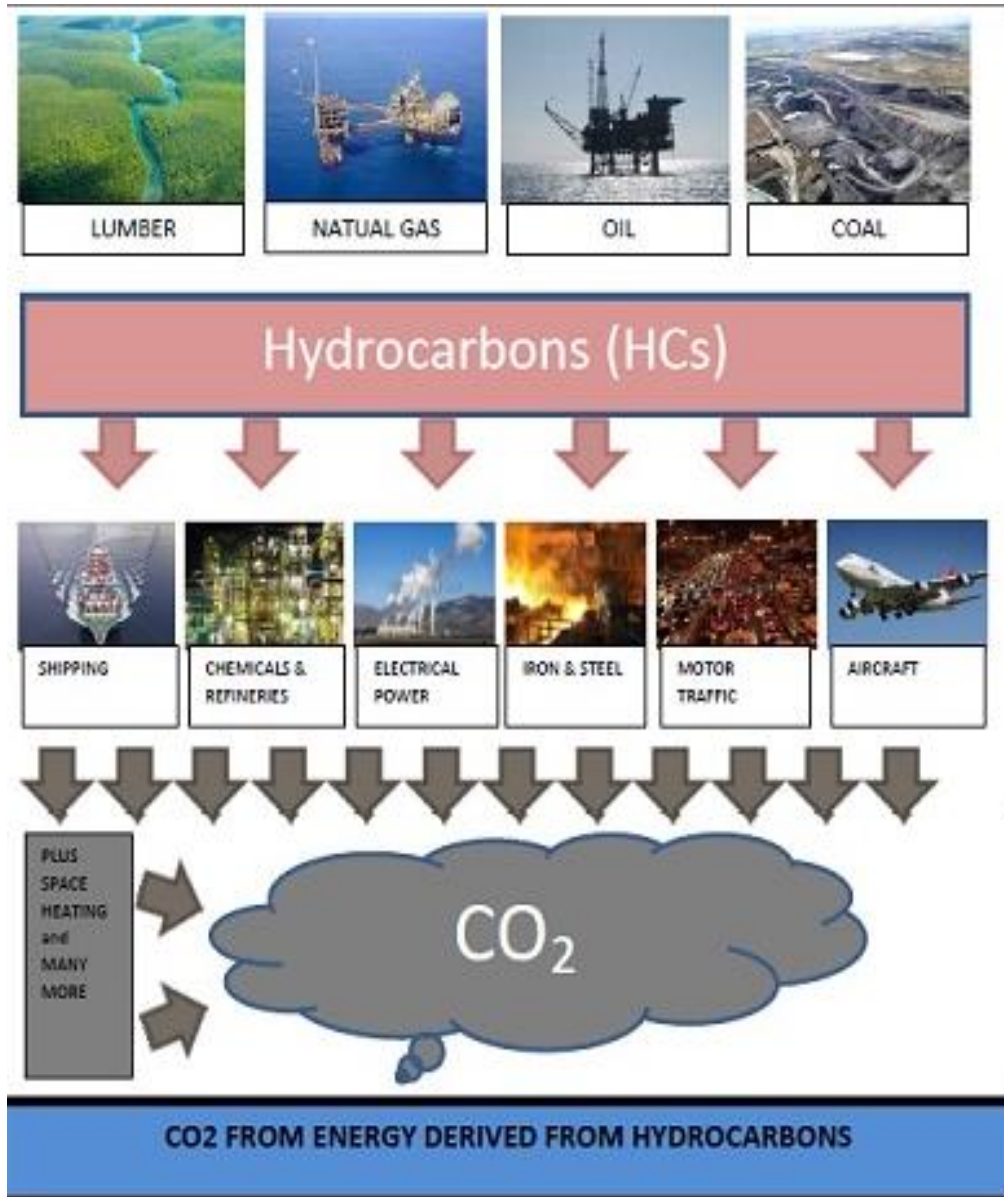 LUMBER
NATUAL GAS
OIL
COAL
Hydrocarbons (HCs)
SHIPPING
CHEMICALS &
REFINERIES
ELECTRICAL
POWER
IRON & STEEL
MOTOR
TRAFFIC
AIRCRAFT
PLUS
SPACE
HEATING
and
MANY
MORE
CO₂
CO2 FROM ENERGY DERIVED FROM HYDROCARBONS